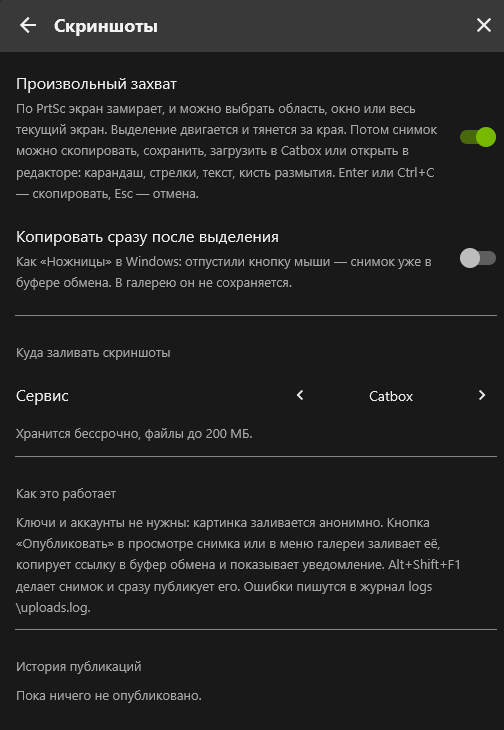 Скриншоты
Произвольный захват
По PrtSc экран замирает, и можно выбрать область, окно или весь
текущий экран. Выделение двигается и тянется за края. Потом снимок
можно скопировать, сохранить, загрузить в Catbox или открыть в
редакторе: карандаш, стрелки, текст, кисть размытия. Enter или Ctrl+C
— скопировать, Esc — отмена.
Копировать сразу после выделения
Как «Ножницы» в Windows: отпустили кнопку мыши — снимок уже в
буфере обмена. В галерею он не сохраняется.
Куда заливать скриншоты
Сервис
Catbox
Хранится бессрочно, файлы до 200 МБ.
Как это работает
Ключи и аккаунты не нужны: картинка заливается анонимно. Кнопка
«Опубликовать» в просмотре снимка или в меню галереи заливает её,
копирует ссылку в буфер обмена и показывает уведомление. Alt+Shift+F1
делает снимок и сразу публикует его. Ошибки пишутся в журнал logs
\uploads.log.
История публикаций
Пока ничего не опубликовано.